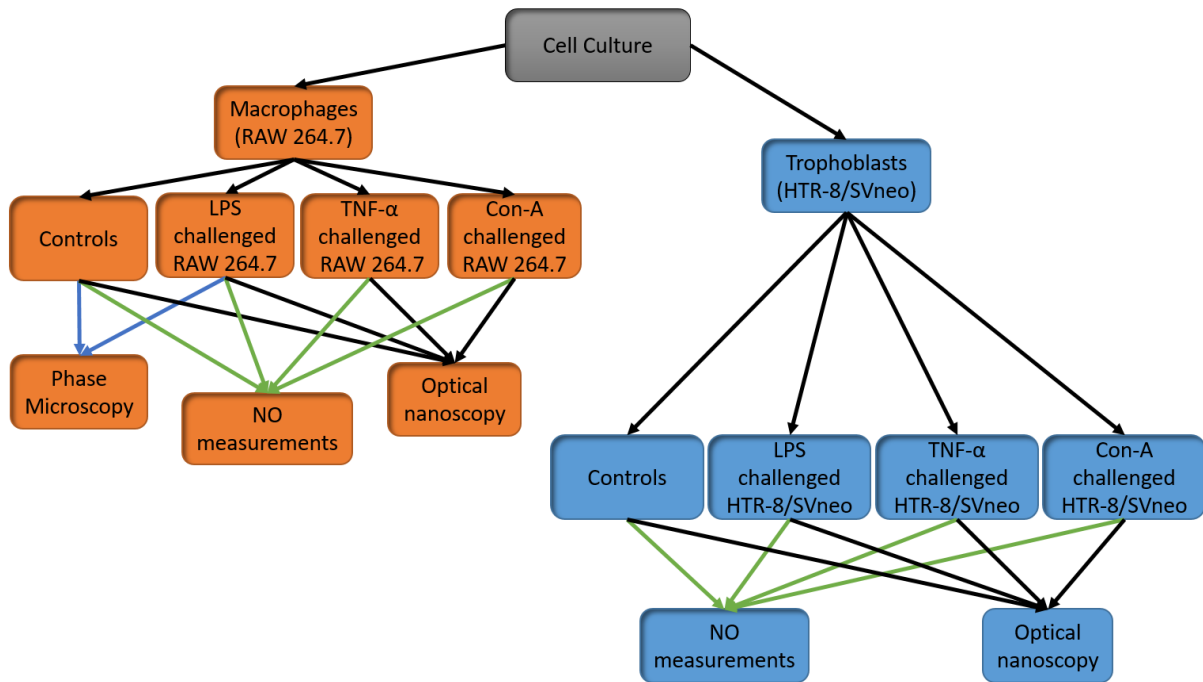 Cell Culture
Macrophages
(RAW 264.7)
Trophoblasts
(HTR-8/SVneo)
Controls
LPS
challenged
RAW 264.7
TNF-α
challenged
RAW 264.7
Con-A
challenged
RAW 264.7
Phase
Microscopy
NO
measurements
Optical
nanoscopy
Controls
LPS
challenged
HTR-8/SVneo
TNF-α
challenged
HTR-8/SVneo
Con-A
challenged
HTR-8/SVneo
NO
measurements
Optical
nanoscopy